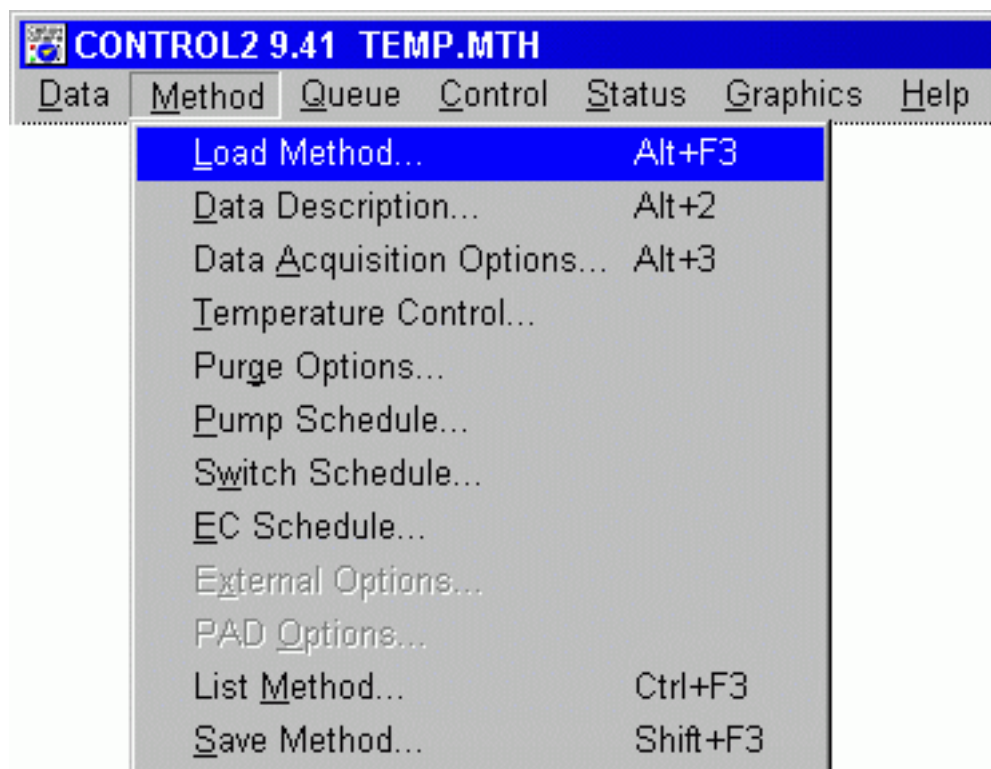 CONTROL2 9.41 TEMP.MTH
Data Method Queue Control Status Graphics Help
Load Method... Alt+F3
Data Description... Alt+2
Data Acquisition Options... Alt+3
Temperature Control...
Purge Options...
Pump Schedule...
Switch Schedule...
EC Schedule...
External Options...
PAD Options...
List Method... Ctrl+F3
Save Method... Shift+F3